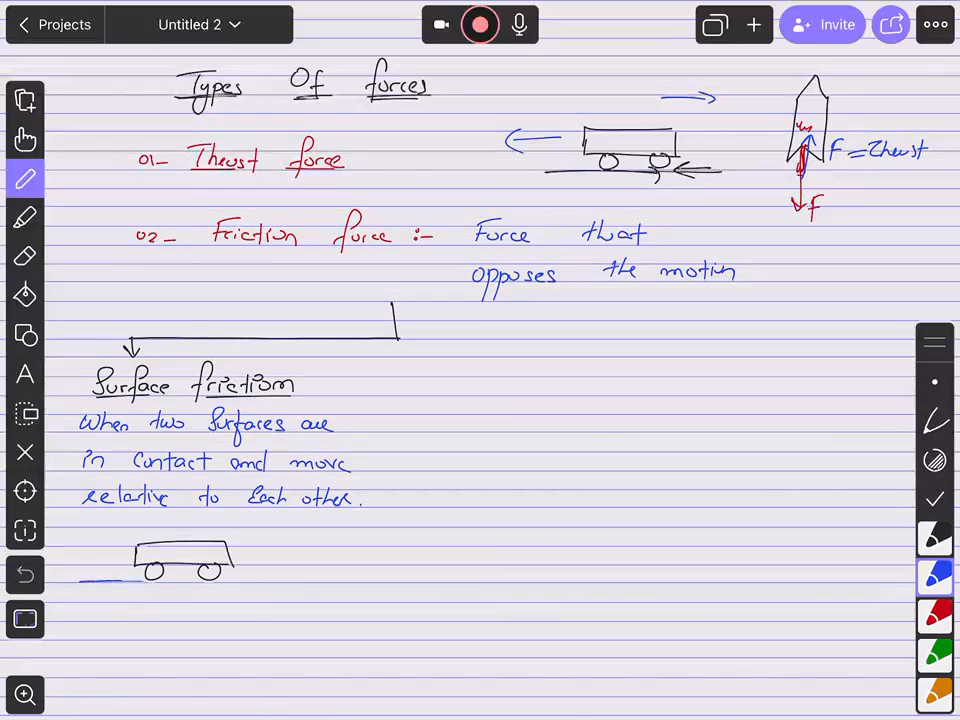 Projects
Untitled 2
Invite
Types Of forces
01- Thrust force
F = Thrust
F
02- Friction force :- Force that
opposes the motion
Surface friction
When two Surfaces are
in Contact and move
relative to Each other.